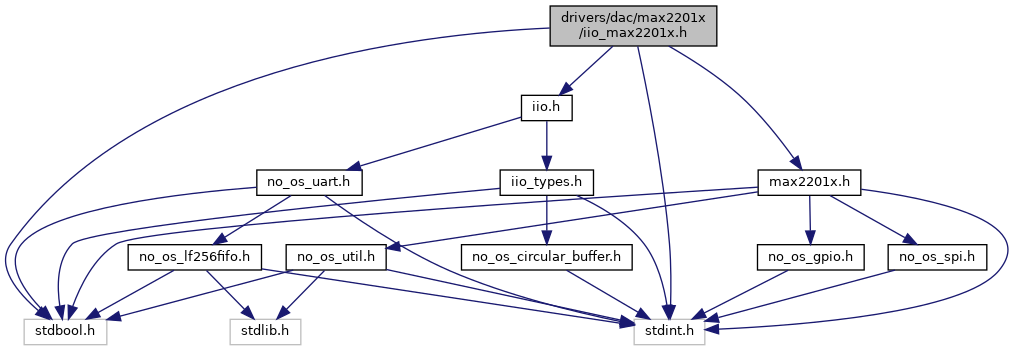 drivers/dac/max2201x
/iio_max2201x.h
iio.h
no_os_uart.h
iio_types.h
max2201x.h
no_os_lf256fifo.h
no_os_util.h
no_os_circular_buffer.h
no_os_gpio.h
no_os_spi.h
stdbool.h
stdlib.h
stdint.h